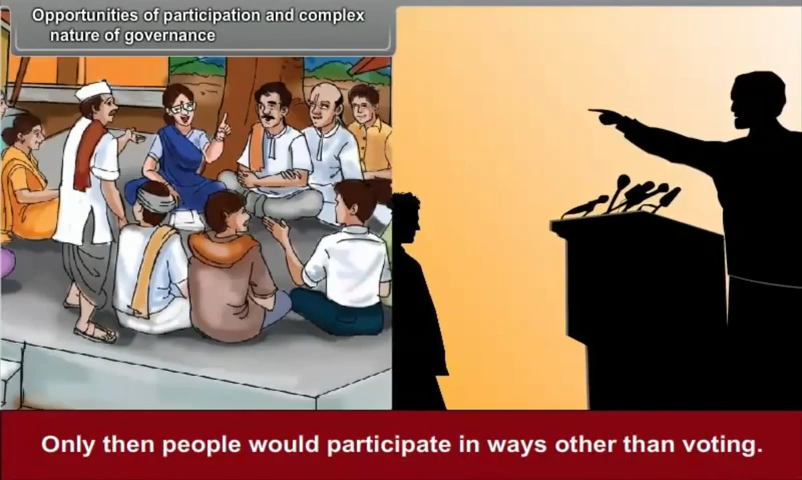 Opportunities of participation and complex
nature of governance
Only then people would participate in ways other than voting.